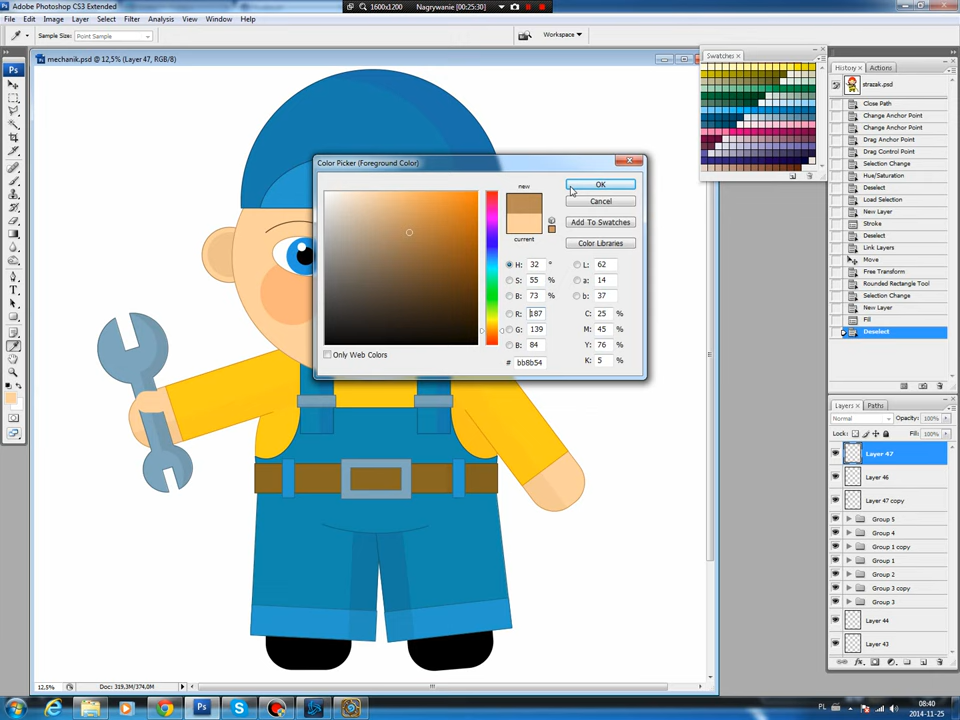 Adobe Photoshop CS3 Extended
1600x1200 Nagrywanie [00:25:30]
File Edit Image Layer Select Filter Analysis View Window Help
Sample Size: Point Sample
Workspace
mechanik.psd @ 12,5% (Layer 47, RGB/8)
Color Picker (Foreground Color)
new
current
OK
Cancel
Add To Swatches
Color Libraries
H: 32 °
L: 62
S: 55 %
a: 14
B: 73 %
b: 37
R: 187
C: 25 %
G: 139
M: 45 %
B: 84
Y: 76 %
# bb8b54
K: 5 %
Only Web Colors
Swatches
History Actions
strazak.psd
Close Path
Change Anchor Point
Change Anchor Point
Drag Anchor Point
Drag Control Point
Selection Change
Hue/Saturation
Deselect
Load Selection
New Layer
Stroke
Deselect
Link Layers
Move
Free Transform
Rounded Rectangle Tool
Selection Change
New Layer
Fill
Deselect
Layers Paths
Normal Opacity: 100%
Lock: Fill: 100%
Layer 47
Layer 46
Layer 47 copy
Group 5
Group 4
Group 1 copy
Group 1
Group 2
Group 3 copy
Group 3
Layer 44
Layer 43
12,5% Doc: 319,3M/374,0M
PL
08:40
2014-11-25